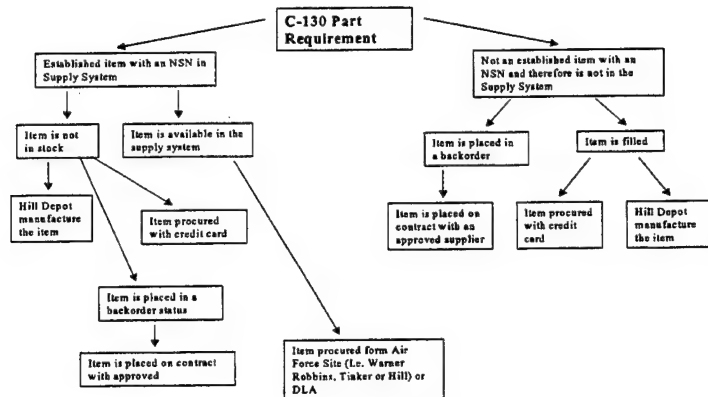 C-130 Part
Requirement
Established item with an NSN in
Supply System
Not an established item with an
NSN and therefore is not in the
Supply System
Item is not
in stock
Item is available in the
supply system
Item is placed in
a backorder
Item is filled
Hill Depot
manufacture
the item
Item procured
with credit card
Item is placed on
contract with an
approved supplier
Item procured
with credit
card
Hill Depot
manufacture
the item
Item is placed in a
backorder status
Item is placed on contract
with approved
Item procured form Air
Force Site (I.e. Warner
Robbins, Tinker or Hill) or
DLA